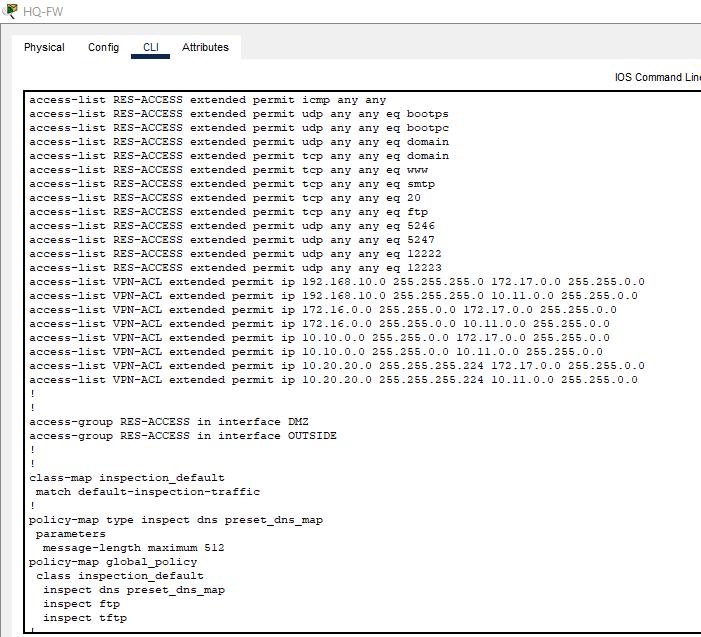 HQ-FW
Physical Config CLI Attributes
IOS Command Line
access-list RES-ACCESS extended permit icmp any any
access-list RES-ACCESS extended permit udp any any eq bootps
access-list RES-ACCESS extended permit udp any any eq bootpc
access-list RES-ACCESS extended permit udp any any eq domain
access-list RES-ACCESS extended permit tcp any any eq domain
access-list RES-ACCESS extended permit tcp any any eq www
access-list RES-ACCESS extended permit tcp any any eq smtp
access-list RES-ACCESS extended permit tcp any any eq 20
access-list RES-ACCESS extended permit tcp any any eq ftp
access-list RES-ACCESS extended permit udp any any eq 5246
access-list RES-ACCESS extended permit udp any any eq 5247
access-list RES-ACCESS extended permit udp any any eq 12222
access-list RES-ACCESS extended permit udp any any eq 12223
access-list VPN-ACL extended permit ip 192.168.10.0 255.255.255.0 172.17.0.0 255.255.0.0
access-list VPN-ACL extended permit ip 192.168.10.0 255.255.255.0 10.11.0.0 255.255.0.0
access-list VPN-ACL extended permit ip 172.16.0.0 255.255.0.0 172.17.0.0 255.255.0.0
access-list VPN-ACL extended permit ip 172.16.0.0 255.255.0.0 10.11.0.0 255.255.0.0
access-list VPN-ACL extended permit ip 10.10.0.0 255.255.0.0 172.17.0.0 255.255.0.0
access-list VPN-ACL extended permit ip 10.10.0.0 255.255.0.0 10.11.0.0 255.255.0.0
access-list VPN-ACL extended permit ip 10.20.20.0 255.255.255.224 172.17.0.0 255.255.0.0
access-list VPN-ACL extended permit ip 10.20.20.0 255.255.255.224 10.11.0.0 255.255.0.0
!
!
access-group RES-ACCESS in interface DMZ
access-group RES-ACCESS in interface OUTSIDE
!
!
class-map inspection_default
match default-inspection-traffic
!
policy-map type inspect dns preset_dns_map
parameters
message-length maximum 512
policy-map global_policy
class inspection_default
inspect dns preset_dns_map
inspect ftp
inspect tftp
!